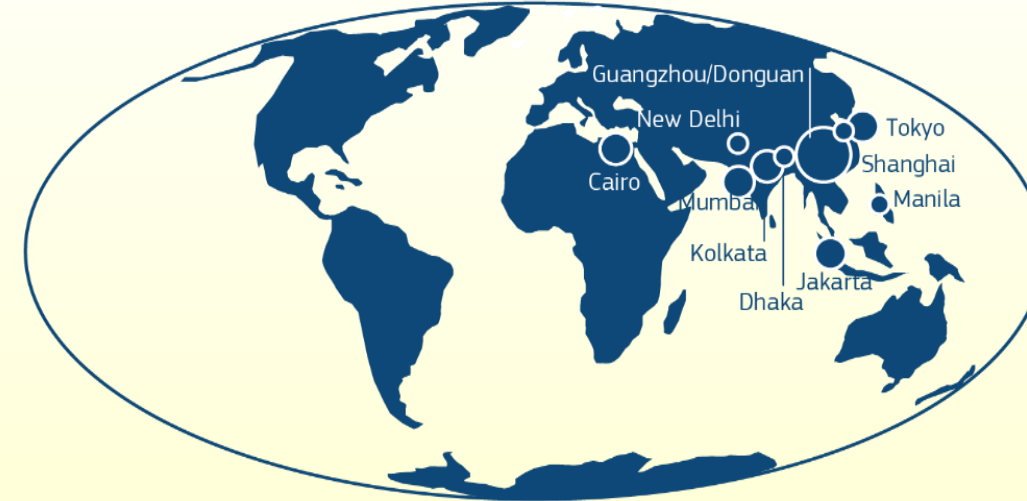 Guangzhou/Donguan
New Delhi
Tokyo
Shanghai
Cairo
Mumbai
Manila
Kolkata
Jakarta
Dhaka